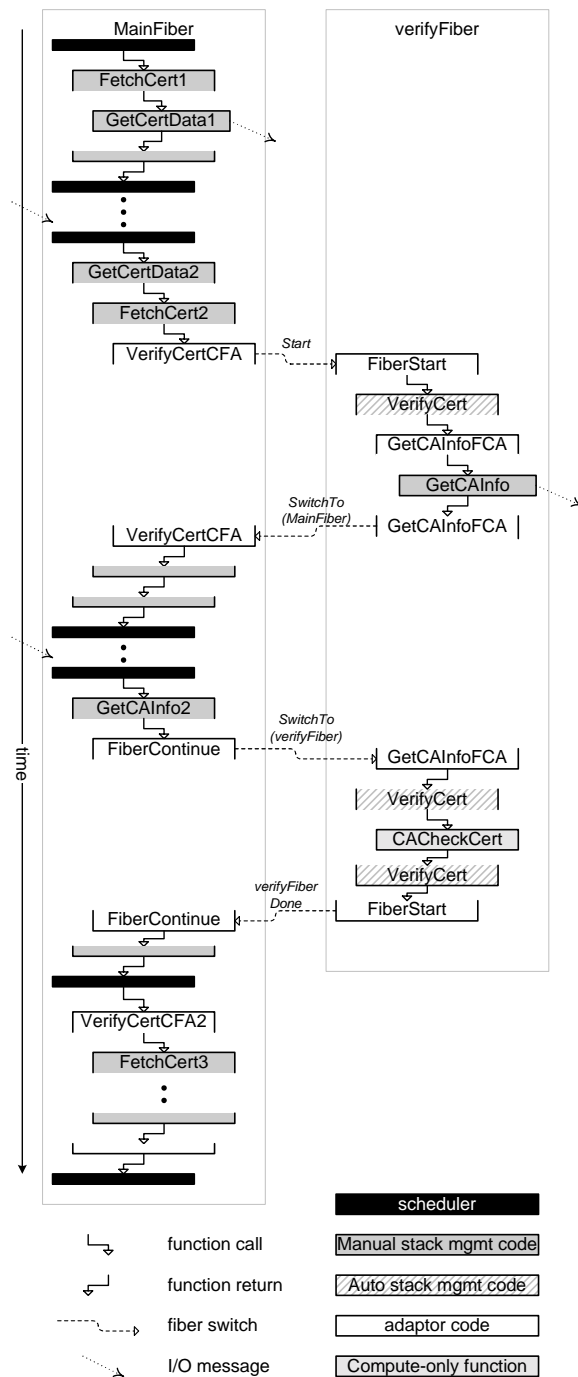 MainFiber
verifyFiber
FetchCert1
GetCertData1
GetCertData2
FetchCert2
VerifyCertCFA
Start
FiberStart
VerifyCert
GetCAInfoFCA
GetCAInfo
SwitchTo
(MainFiber)
VerifyCertCFA
GetCAInfoFCA
GetCAInfo2
SwitchTo
(verifyFiber)
FiberContinue
GetCAInfoFCA
time
VerifyCert
CACheckCert
VerifyCert
verifyFiber
Done
FiberContinue
FiberStart
VerifyCertCFA2
FetchCert3
scheduler
function call
Manual stack mgmt code
function return
Auto stack mgmt code
fiber switch
adaptor code
I/O message
Compute-only function